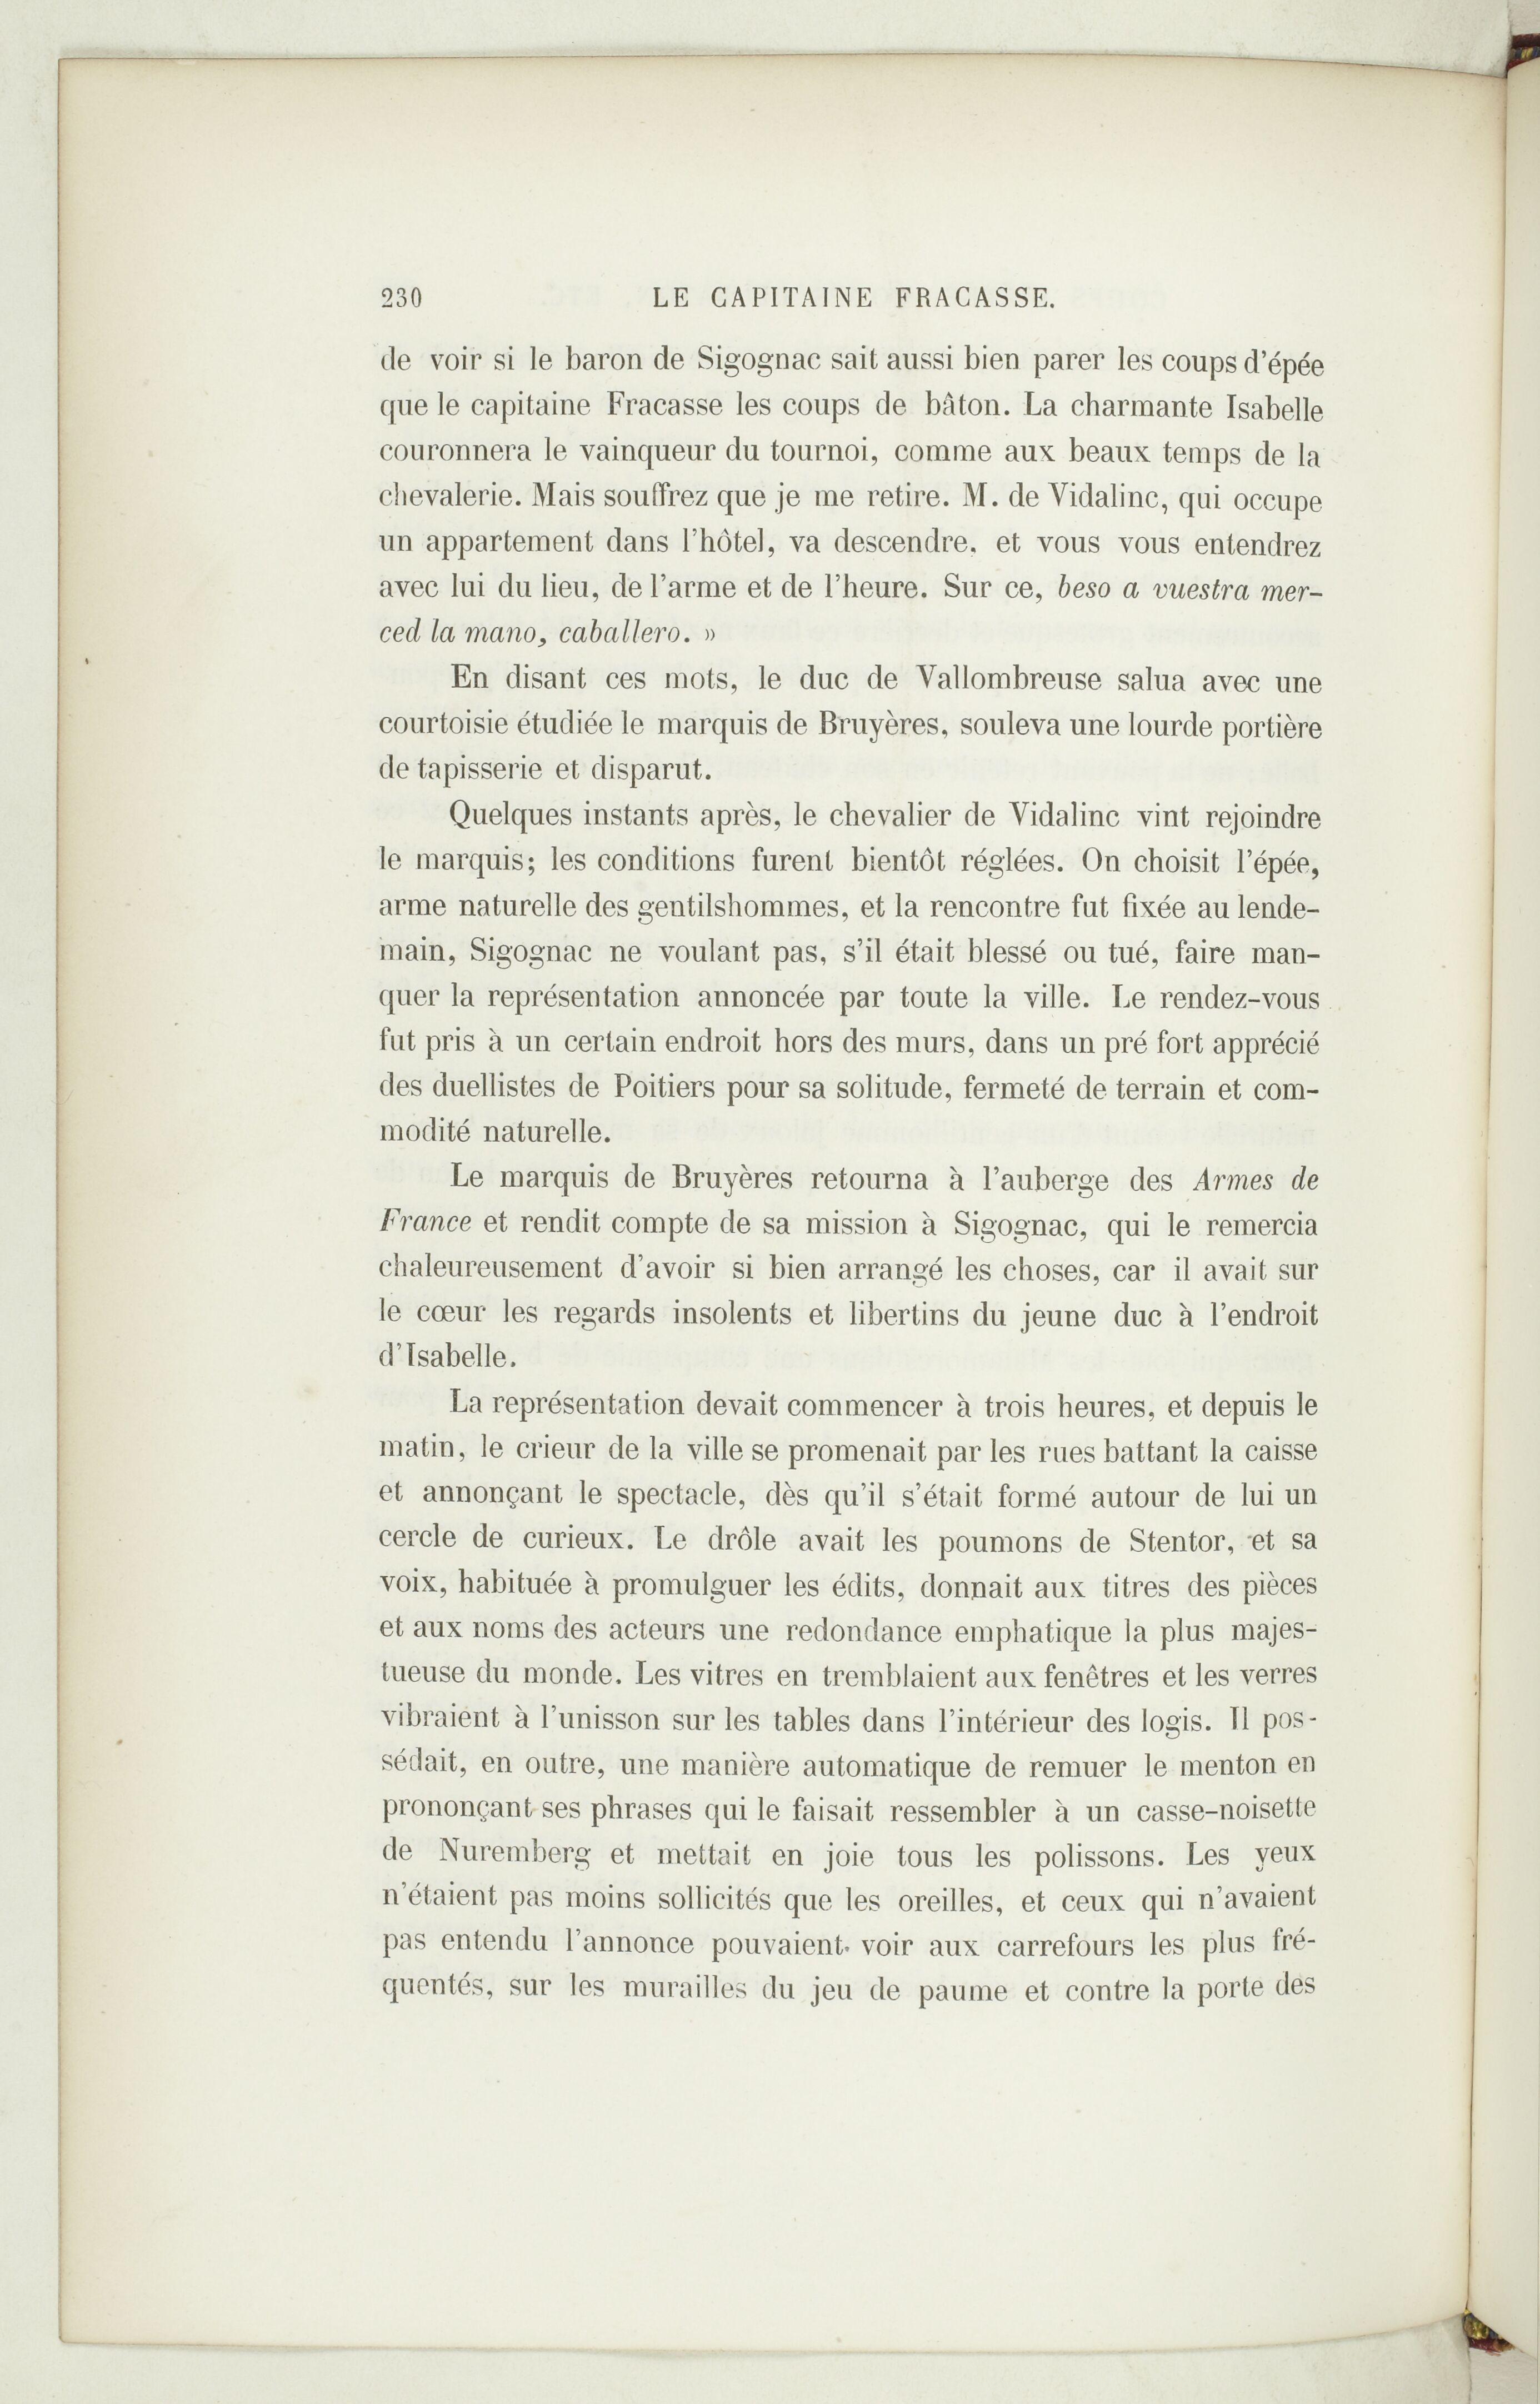 230 LE CAPITAINE FRACASSE.
de voir si le baron de Sigognac sait aussi bien parer les coups d'épée
que le capitaine Fracasse les coups de bâton. La charmante Isabelle
couronnera le vainqueur du tournoi, comme aux beaux temps de la
chevalerie. Mais souffrez que je me retire. M. de Vidalinc, qui occupe
un appartement dans l'hôtel, va descendre, et vous vous entendrez
avec lui du lieu, de l'arme et de l'heure. Sur ce, beso a vuestra mer-
ced la mano, caballero. »
En disant ces mots, le duc de Vallombreuse salua avec une
courtoisie étudiée le marquis de Bruyères, souleva une lourde portière
de tapisserie et disparut.
Quelques instants après, le chevalier de Vidalinc vint rejoindre
le marquis; les conditions furent bientôt réglées. On choisit l'épée,
arme naturelle des gentilshommes, et la rencontre fut fixée au lende-
main, Sigognac ne voulant pas, s'il était blessé ou tué, faire man-
quer la représentation annoncée par toute la ville. Le rendez-vous
fut pris à un certain endroit hors des murs, dans un pré fort apprécié
des duellistes de Poitiers pour sa solitude, fermeté de terrain et com-
modité naturelle.
Le marquis de Bruyères retourna à l'auberge des Armes de
France et rendit compte de sa mission à Sigognac, qui le remercia
chaleureusement d'avoir si bien arrangé les choses, car il avait sur
le cœur les regards insolents et libertins du jeune duc à l'endroit
d'Isabelle.
La représentation devait commencer à trois heures, et depuis le
matin, le crieur de la ville se promenait par les rues battant la caisse
et annonçant le spectacle, dès qu'il s'était formé autour de lui un
cercle de curieux. Le drôle avait les poumons de Stentor, et sa
voix, habituée à promulguer les édits, donnait aux titres des pièces
et aux noms des acteurs une redondance emphatique la plus majes-
tueuse du monde. Les vitres en tremblaient aux fenêtres et les verres
vibraient à l'unisson sur les tables dans l'intérieur des logis. Il pos-
sédait, en outre, une manière automatique de remuer le menton en
prononçant ses phrases qui le faisait ressembler à un casse-noisette
de Nuremberg et mettait en joie tous les polissons. Les yeux
n'étaient pas moins sollicités que les oreilles, et ceux qui n'avaient
pas entendu l'annonce pouvaient voir aux carrefours les plus fré-
quentés, sur les murailles du jeu de paume et contre la porte des